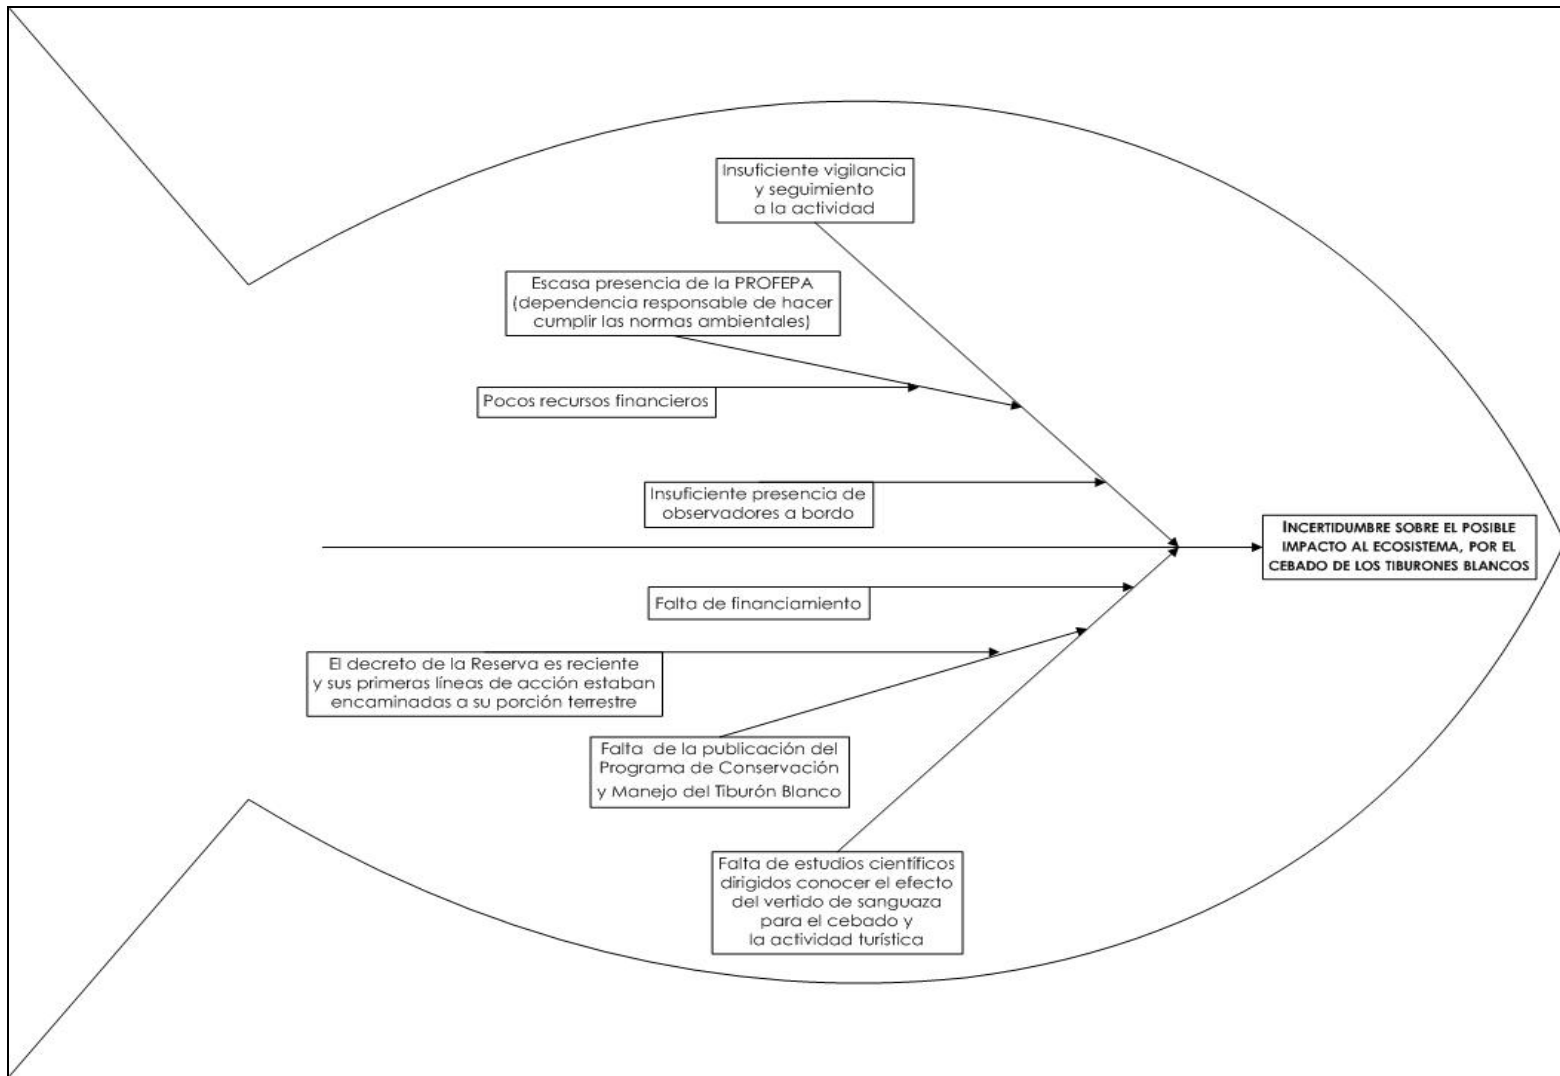 Insuficiente vigilancia
y seguimiento
a la actividad
Escasa presencia de la PROFEPA
(dependencia responsable de hacer
cumplir las normas ambientales)
Pocos recursos financieros
Insuficiente presencia de
observadores a bordo
INCERTIDUMBRE SOBRE EL POSIBLE
IMPACTO AL ECOSISTEMA, POR EL
CEBADO DE LOS TIBURONES BLANCOS
Falta de financiamiento
El decreto de la Reserva es reciente
y sus primeras líneas de acción estaban
encaminadas a su porción terrestre
Falta de la publicación del
Programa de Conservación
y Manejo del Tiburón Blanco
Falta de estudios científicos
dirigidos conocer el efecto
del vertido de sanguaza
para el cebado y
la actividad turística